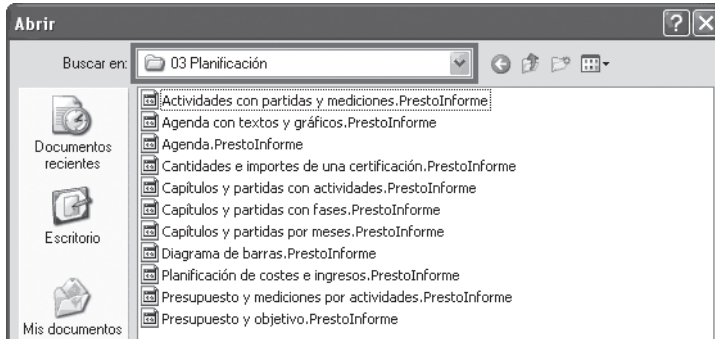 Abrir
Buscar en: 03 Planificación
Documentos
recientes
Escritorio
Mis documentos
Actividades con partidas y mediciones.PrestoInforme
Agenda con textos y gráficos.PrestoInforme
Agenda.PrestoInforme
Cantidades e importes de una certificación.PrestoInforme
Capítulos y partidas con actividades.PrestoInforme
Capítulos y partidas con fases.PrestoInforme
Capítulos y partidas por meses.PrestoInforme
Diagrama de barras.PrestoInforme
Planificación de costes e ingresos.PrestoInforme
Presupuesto y mediciones por actividades.PrestoInforme
Presupuesto y objetivo.PrestoInforme